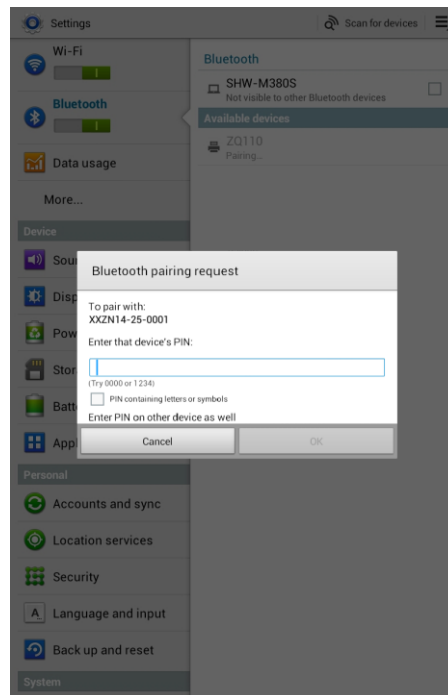 Settings
Scan for devices
Wi-Fi
Bluetooth
Data usage
More...
Device
Sou
Disp
Pow
Stor
Batt
Appl
Personal
Accounts and sync
Location services
Security
Language and input
Back up and reset
System
Bluetooth
SHW-M380S
Not visible to other Bluetooth devices
Available devices
ZQ110
Pairing...
Bluetooth pairing request
To pair with:
XXZN14-25-0001
Enter that device's PIN:
(Try 0000 or 1234)
PIN containing letters or symbols
Enter PIN on other device as well
Cancel
OK